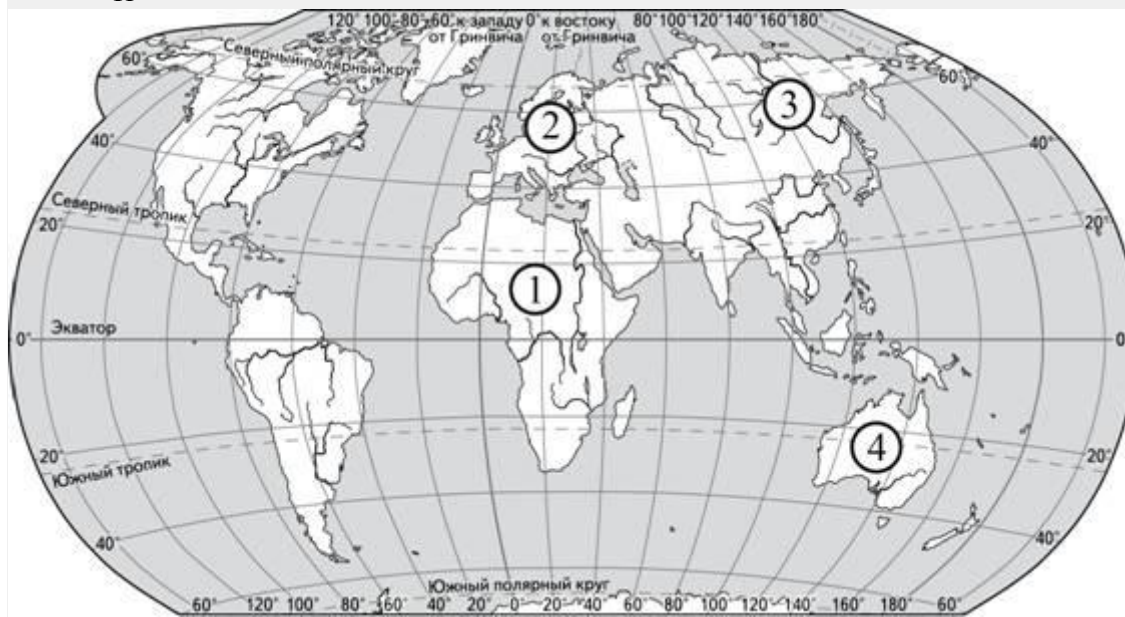 120° 100° 80° 60° к западу 0° к востоку 80° 100° 120° 140° 160° 180°
от Гринвича от Гринвича
Северный полярный круг
60° 60°
3
2
40° 40°
Северный тропик
20° 20°
1
Экватор
0° 0
4
20° 20°
Южный тропик
40° 40°
Южный полярный круг
60° 120° 100° 80° 60° 40° 20° 0° 20° 40° 60° 80° 100° 120° 140° 160° 180° 60°